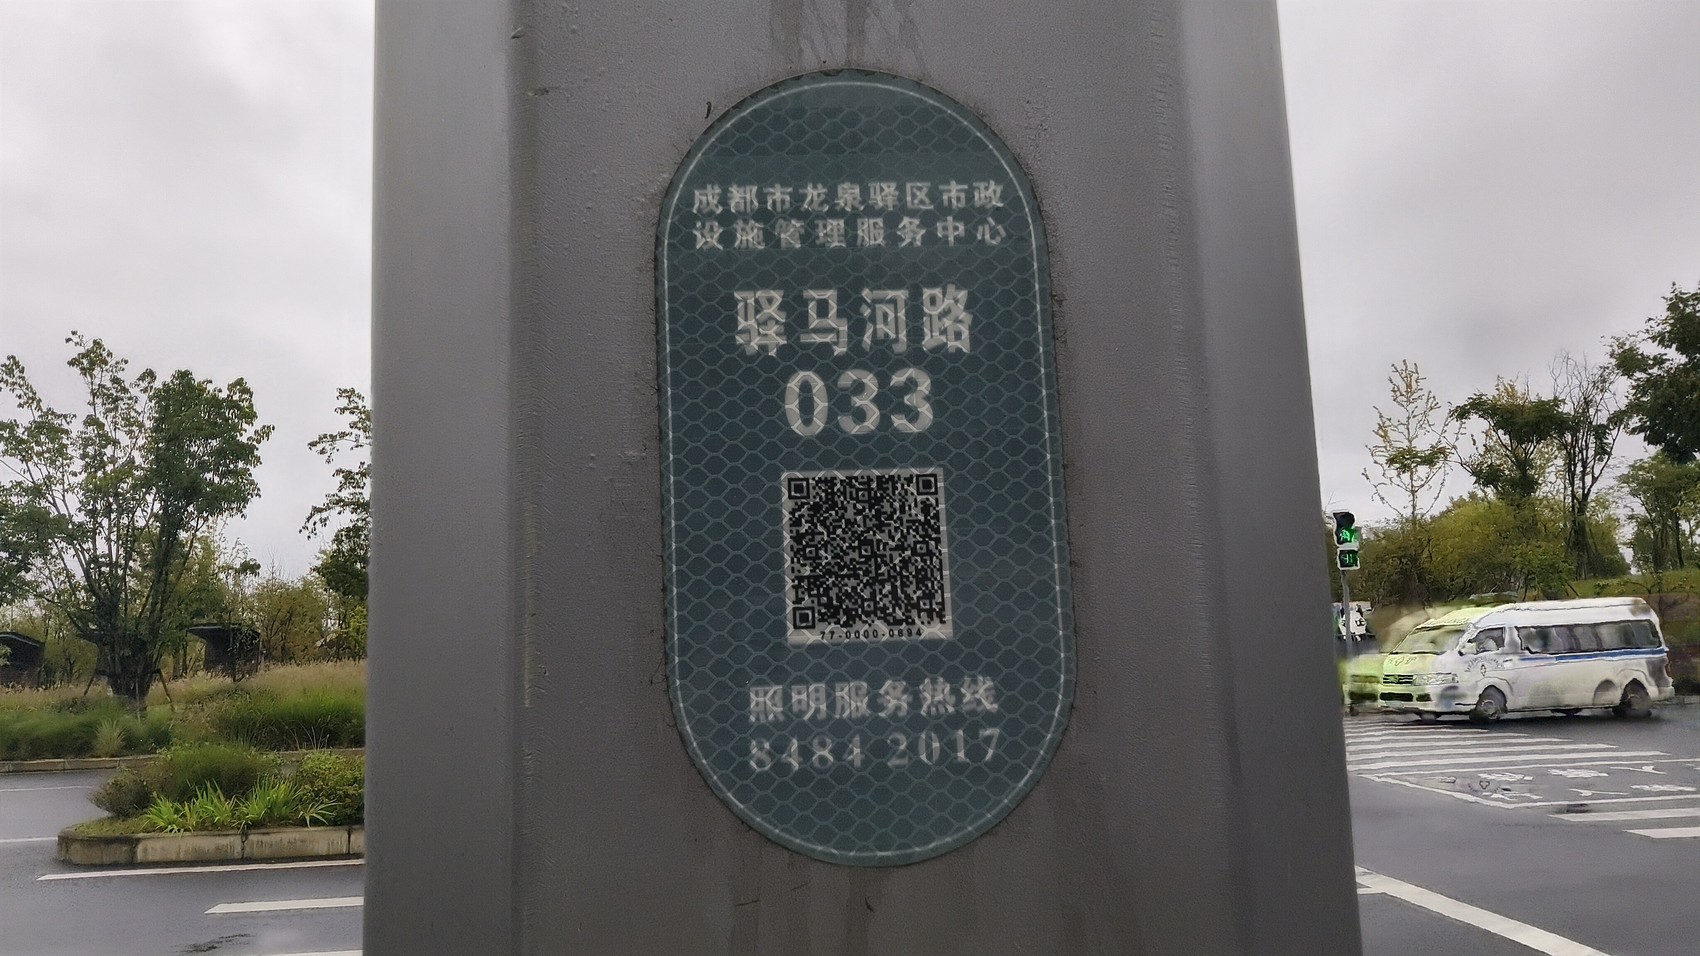 成都市龙泉驿区市政
设施管理服务中心
驿马河路
033
77-0000-0894
照明服务热线
8484 2017